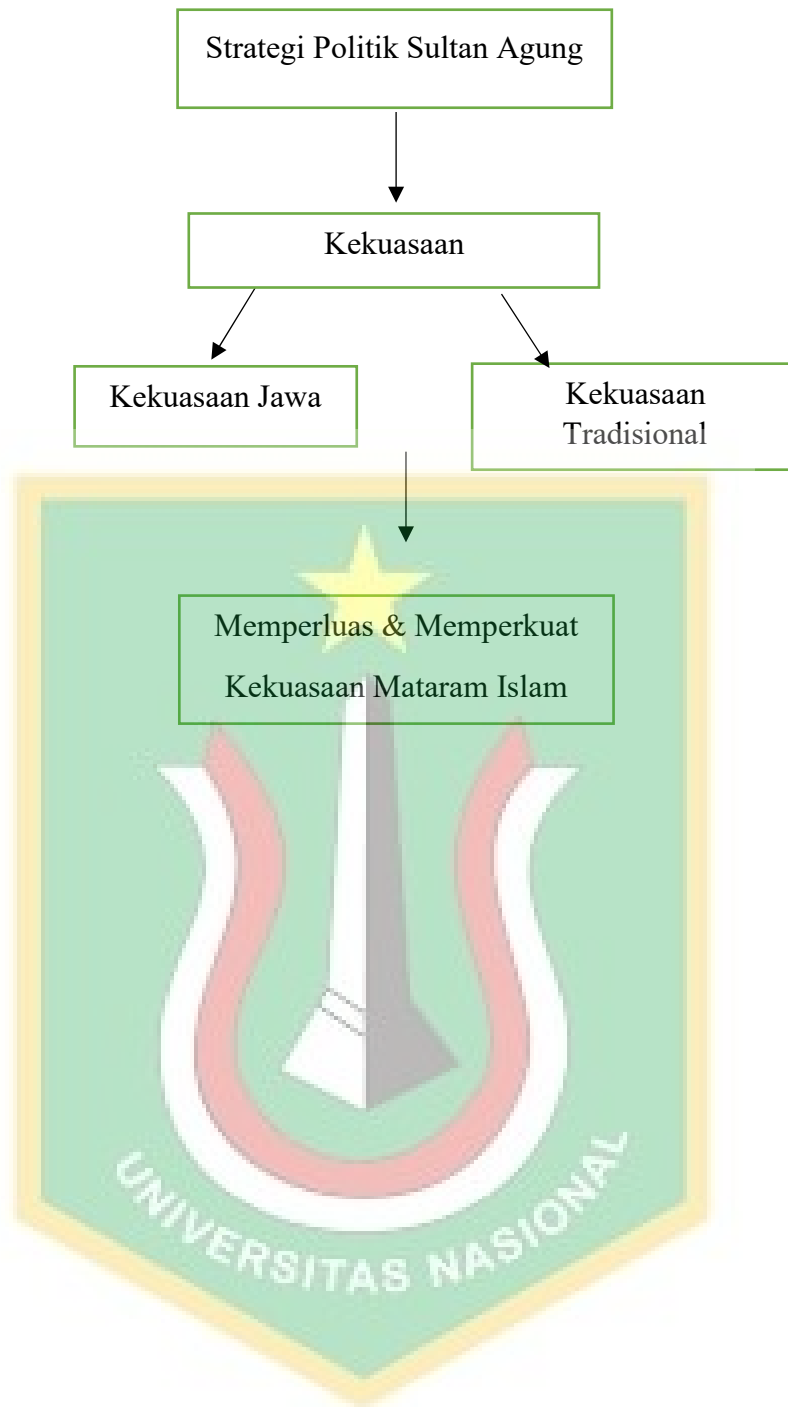 Strategi Politik Sultan Agung
Kekuasaan
Kekuasaan Jawa
Kekuasaan
Tradisional
Memperluas & Memperkuat
Kekuasaan Mataram Islam
UNIVERSITAS NASIONAL